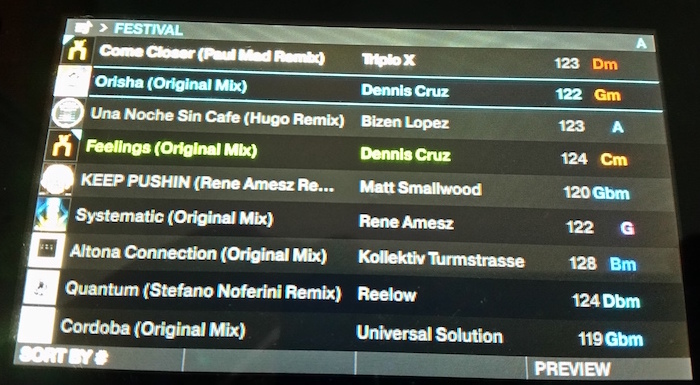 > FESTIVAL
A
Come Closer (Paul Mad Remix) Triplo X 123 Dm
Orisha (Original Mix) Dennis Cruz 122 Gm
Una Noche Sin Cafe (Hugo Remix) Bizen Lopez 123 A
Feelings (Original Mix) Dennis Cruz 124 Cm
KEEP PUSHIN (Rene Amesz Re... Matt Smallwood 120 Gbm
Systematic (Original Mix) Rene Amesz 122 G
Altona Connection (Original Mix) Kollektiv Turmstrasse 128 Bm
Quantum (Stefano Noferini Remix) Reelow 124 Dbm
Cordoba (Original Mix) Universal Solution 119 Gbm
SORT BY # PREVIEW